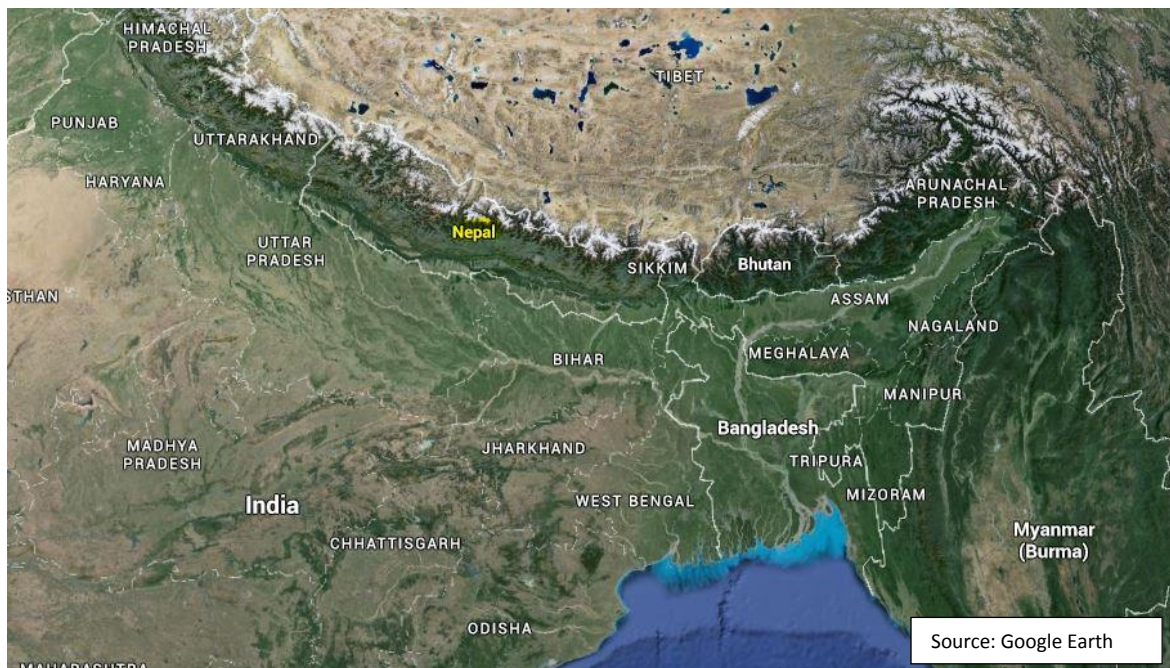 HIMACHAL
PRADESH
TIBET
PUNJAB
UTTARAKHAND
HARYANA
ARUNACHAL
PRADESH
Nepal
UTTAR
PRADESH
SIKKIM
Bhutan
STHAN
ASSAM
NAGALAND
BIHAR
MEGHALAYA
MANIPUR
Bangladesh
JHARKHAND
MADHYA
PRADESH
TRIPURA
WEST BENGAL
MIZORAM
India
Myanmar
(Burma)
CHHATTISGARH
ODISHA
Source: Google Earth
MAHARASHTRA